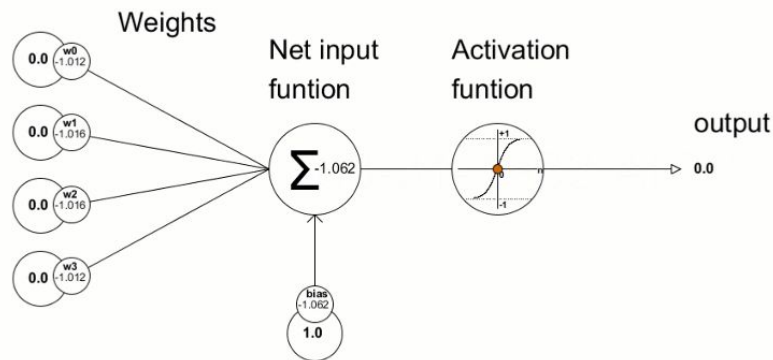 Weights
Net input
funtion
Activation
funtion
output
0.0
w0
-1.012
0.0
w1
-1.016
0.0
w2
-1.016
0.0
w3
-1.012
Σ -1.062
+1
0
n
-1
0.0
bias
-1.062
1.0